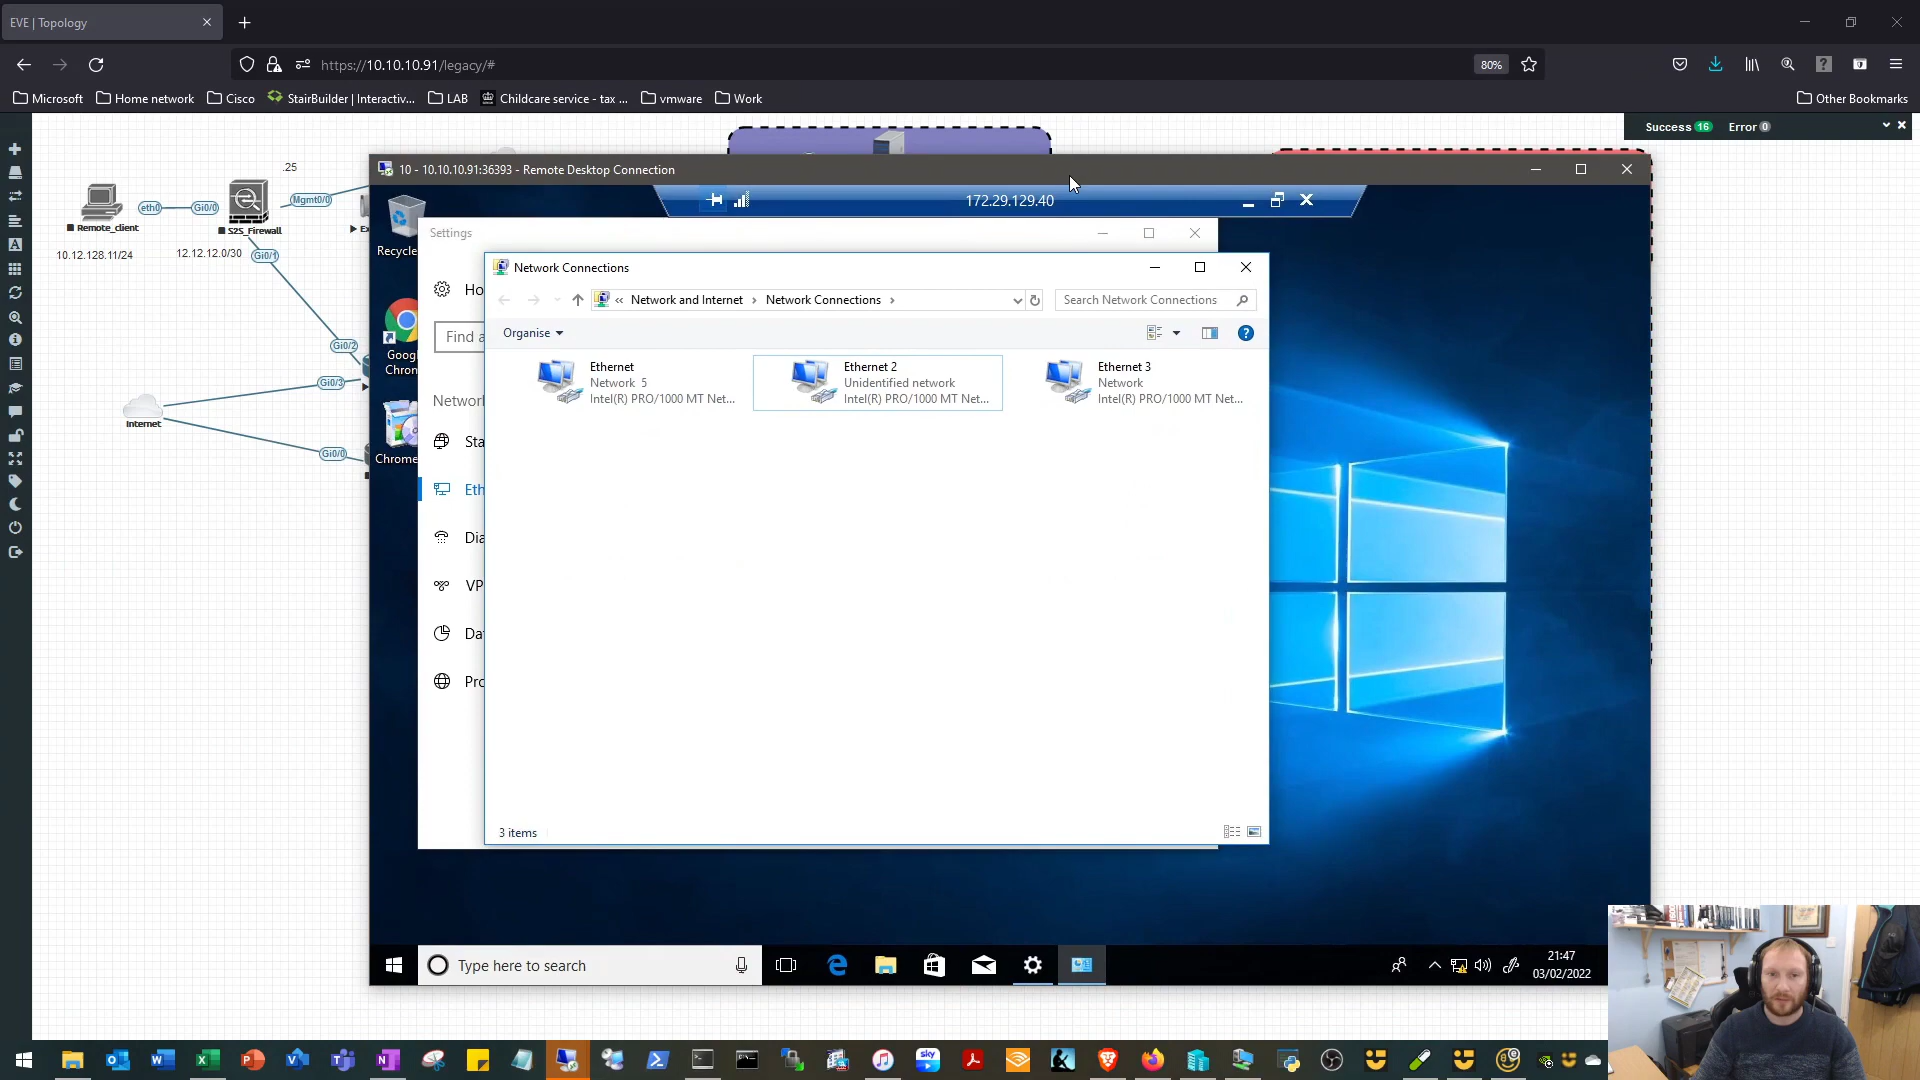 EVE | Topology
https://10.10.10.91/legacy/#
80%
Microsoft
Home network
Cisco
StairBuilder | Interactiv...
LAB
Childcare service - tax ...
vmware
Work
Other Bookmarks
Success 16 Error 0
.25
Remote_client
eth0
Gi0/0
S2S_Firewall
Mgmt0/0
10.12.128.11/24
12.12.12.0/30
Gi0/1
Gi0/2
Gi0/3
Internet
Gi0/0
10 - 10.10.10.91:36393 - Remote Desktop Connection
172.29.129.40
Recycle
Googl
Chron
Chrome
Settings
Ho
Find a
Networ
Sta
Eth
Dia
VP
Dat
Pro
Network Connections
« Network and Internet > Network Connections >
Search Network Connections
Organise
Ethernet
Network 5
Intel(R) PRO/1000 MT Net...
Ethernet 2
Unidentified network
Intel(R) PRO/1000 MT Net...
Ethernet 3
Network
Intel(R) PRO/1000 MT Net...
3 items
Type here to search
21:47
03/02/2022
sky